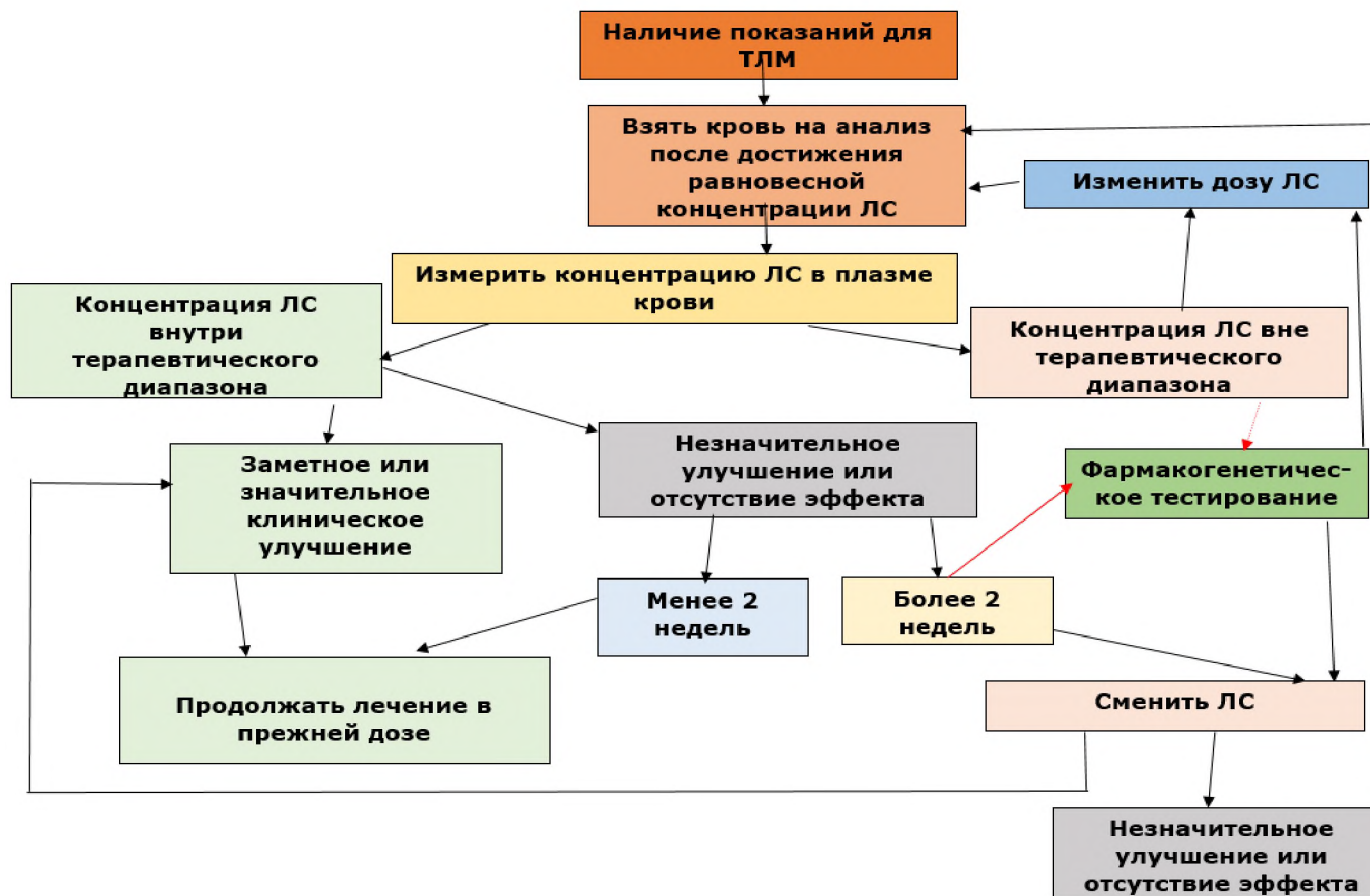 Наличие показаний для
ТЛМ
Взять кровь на анализ
после достижения
равновесной
концентрации ЛС
Изменить дозу ЛС
Измерить концентрацию ЛС в плазме
крови
Концентрация ЛС
внутри
терапевтического
диапазона
Концентрация ЛС вне
терапевтического
диапазона
Заметное или
значительное
клиническое
улучшение
Незначительное
улучшение или
отсутствие эффекта
Фармакогенетичес-
кое тестирование
Менее 2
недель
Более 2
недель
Продолжать лечение в
прежней дозе
Сменить ЛС
Незначительное
улучшение или
отсутствие эффекта